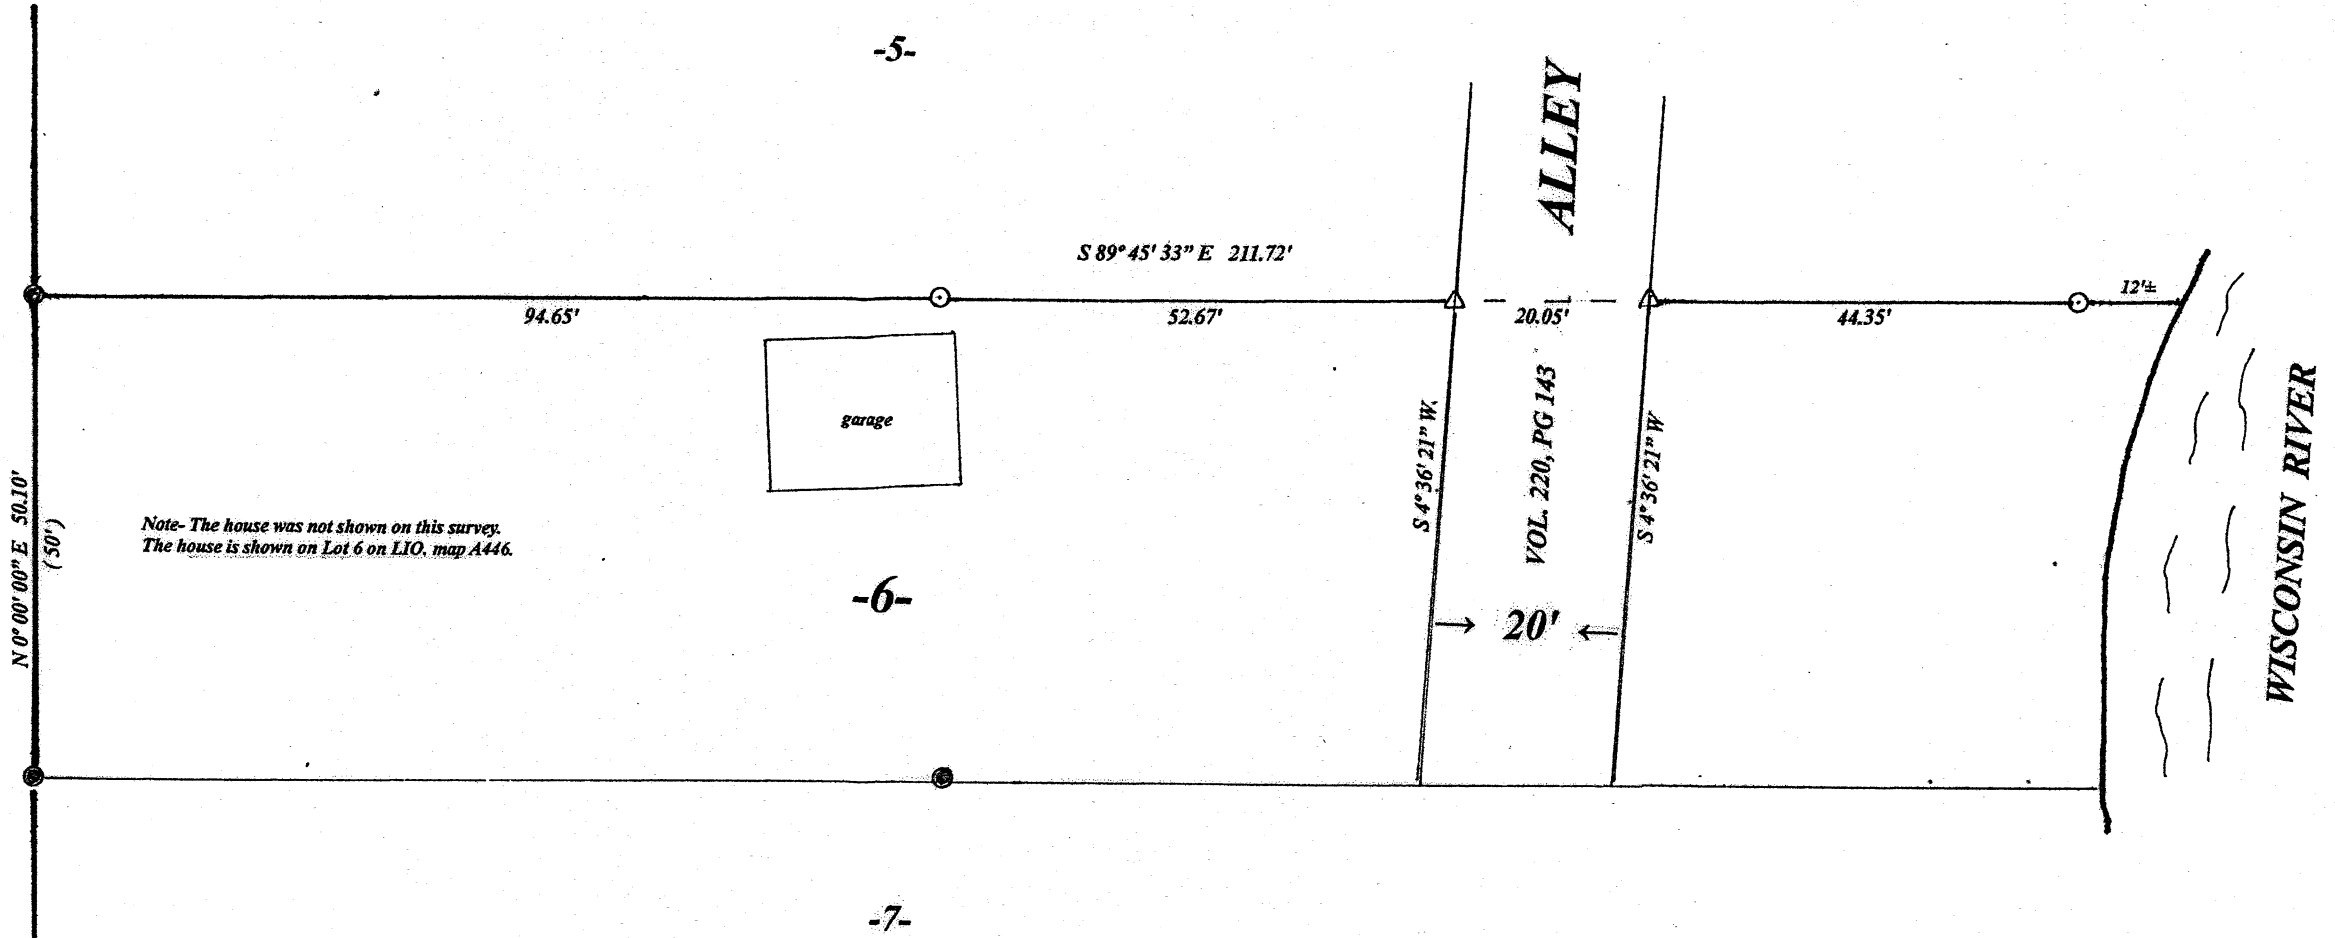 -5-
ALLEY
S 89° 45' 33" E 211.72'
94.65'
52.67'
20.05'
44.35'
12'±
garage
VOL. 220, PG 143
S 4° 36' 21" W.
S 4° 36' 21" W
WISCONSIN RIVER
N 0° 00' 00" E 50.10'
(50')
Note- The house was not shown on this survey.
The house is shown on Lot 6 on LIO. map A446.
-6-
→ 20' ←
-7-